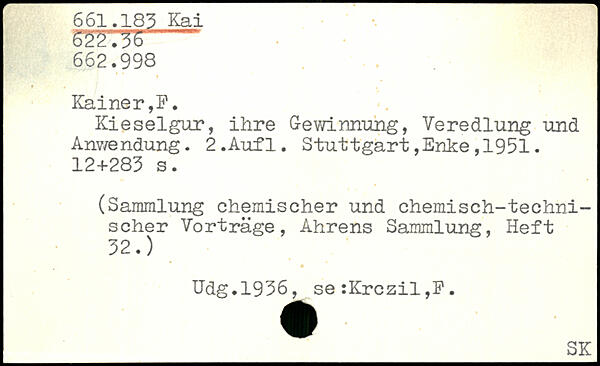 661.183 Kai
622.36
662.998
Kainer,F.
Kieselgur, ihre Gewinnung, Veredlung und
Anwendung. 2.Aufl. Stuttgart,Enke,1951.
12+283 s.
(Sammlung chemischer und chemisch-techni-
scher Vorträge, Ahrens Sammlung, Heft
32.)
Udg.1936, se:Krczil,F.
SK